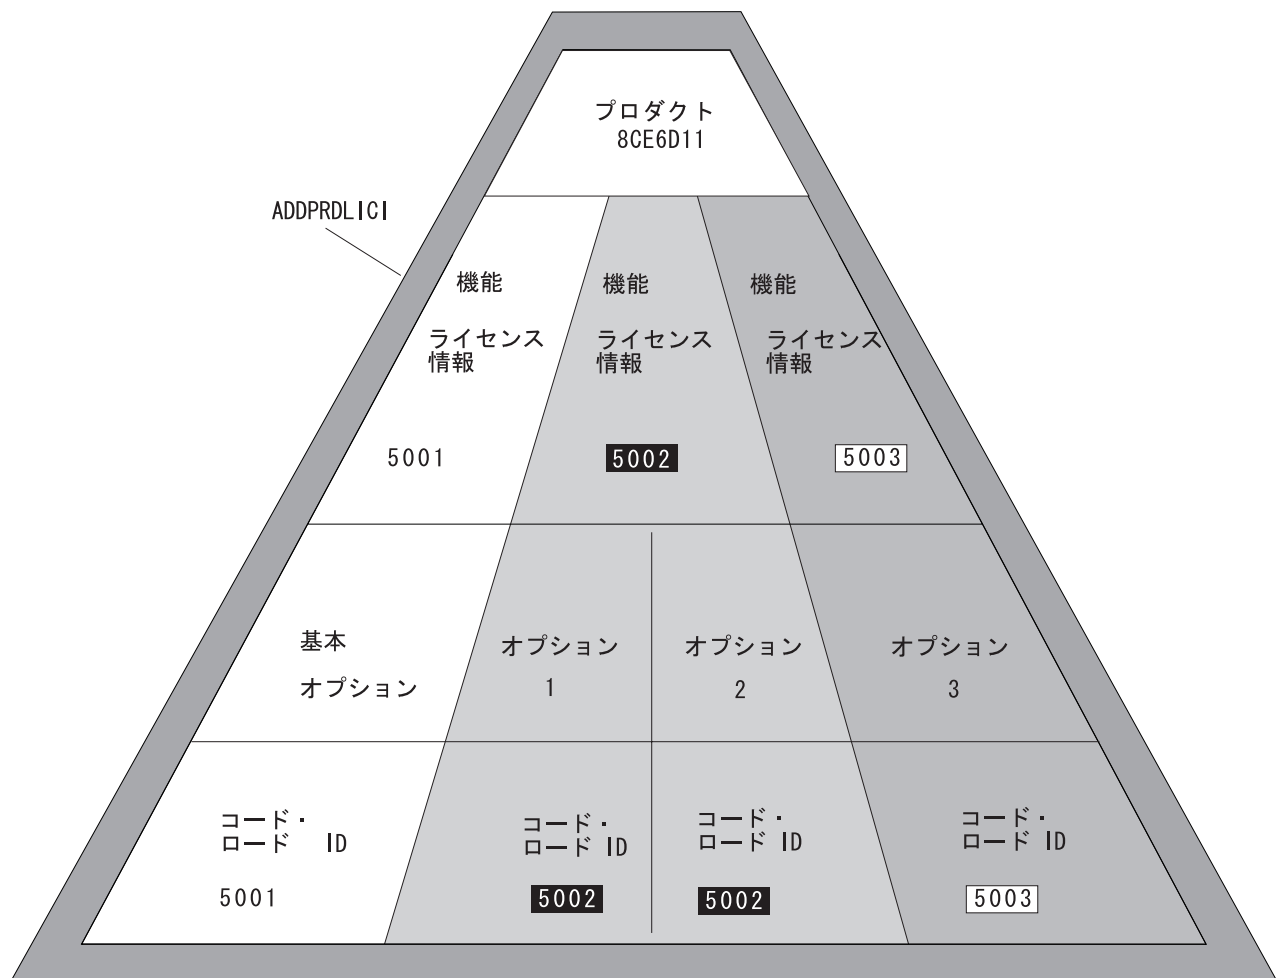 プロダクト
8CE6D11
ADDPRDLICI
機能
ライセンス
情報
5001
機能
ライセンス
情報
5002
機能
ライセンス
情報
5003
基本
オプション
オプション
1
オプション
2
オプション
3
コード・
ロード ID
5001
コード・
ロード ID
5002
コード・
ロード ID
5002
コード・
ロード ID
5003